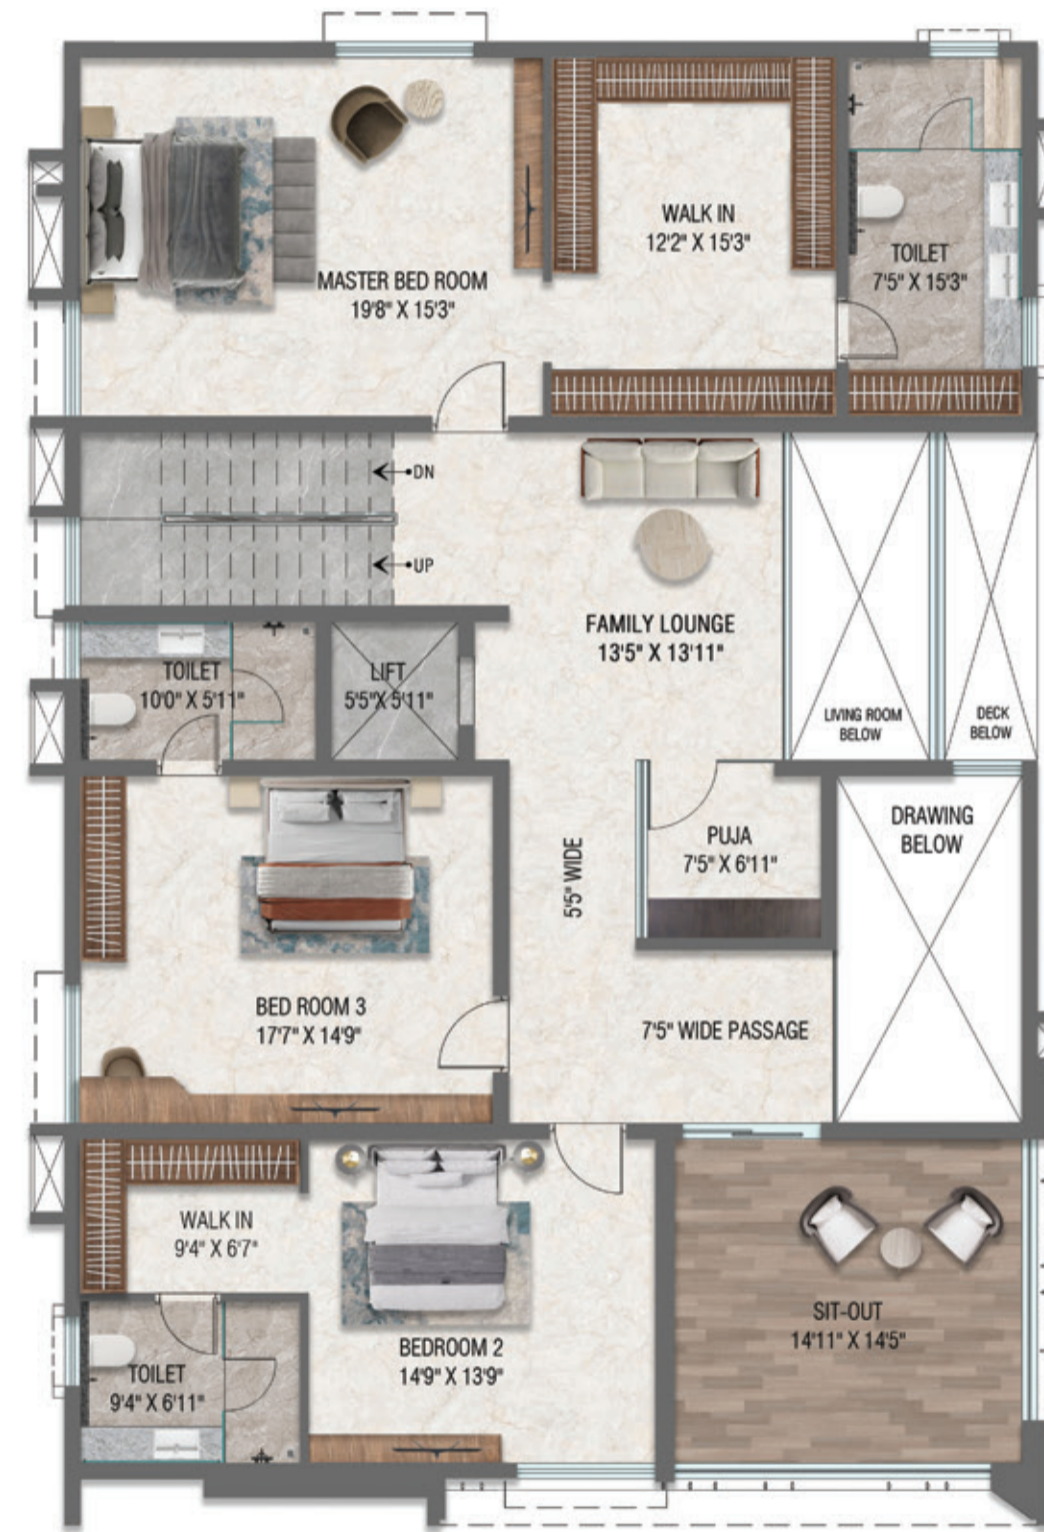 MASTER BED ROOM
19'8" X 15'3"
WALK IN
12'2" X 15'3"
TOILET
7'5" X 15'3"
DN
UP
FAMILY LOUNGE
13'5" X 13'11"
LIVING ROOM
BELOW
DECK
BELOW
TOILET
10'0" X 5'11"
LIFT
5'5"X 5'11"
DRAWING
BELOW
PUJA
7'5" X 6'11"
5'5" WIDE
BED ROOM 3
17'7" X 14'9"
7'5" WIDE PASSAGE
WALK IN
9'4" X 6'7"
BEDROOM 2
14'9" X 13'9"
SIT-OUT
14'11" X 14'5"
TOILET
9'4" X 6'11"